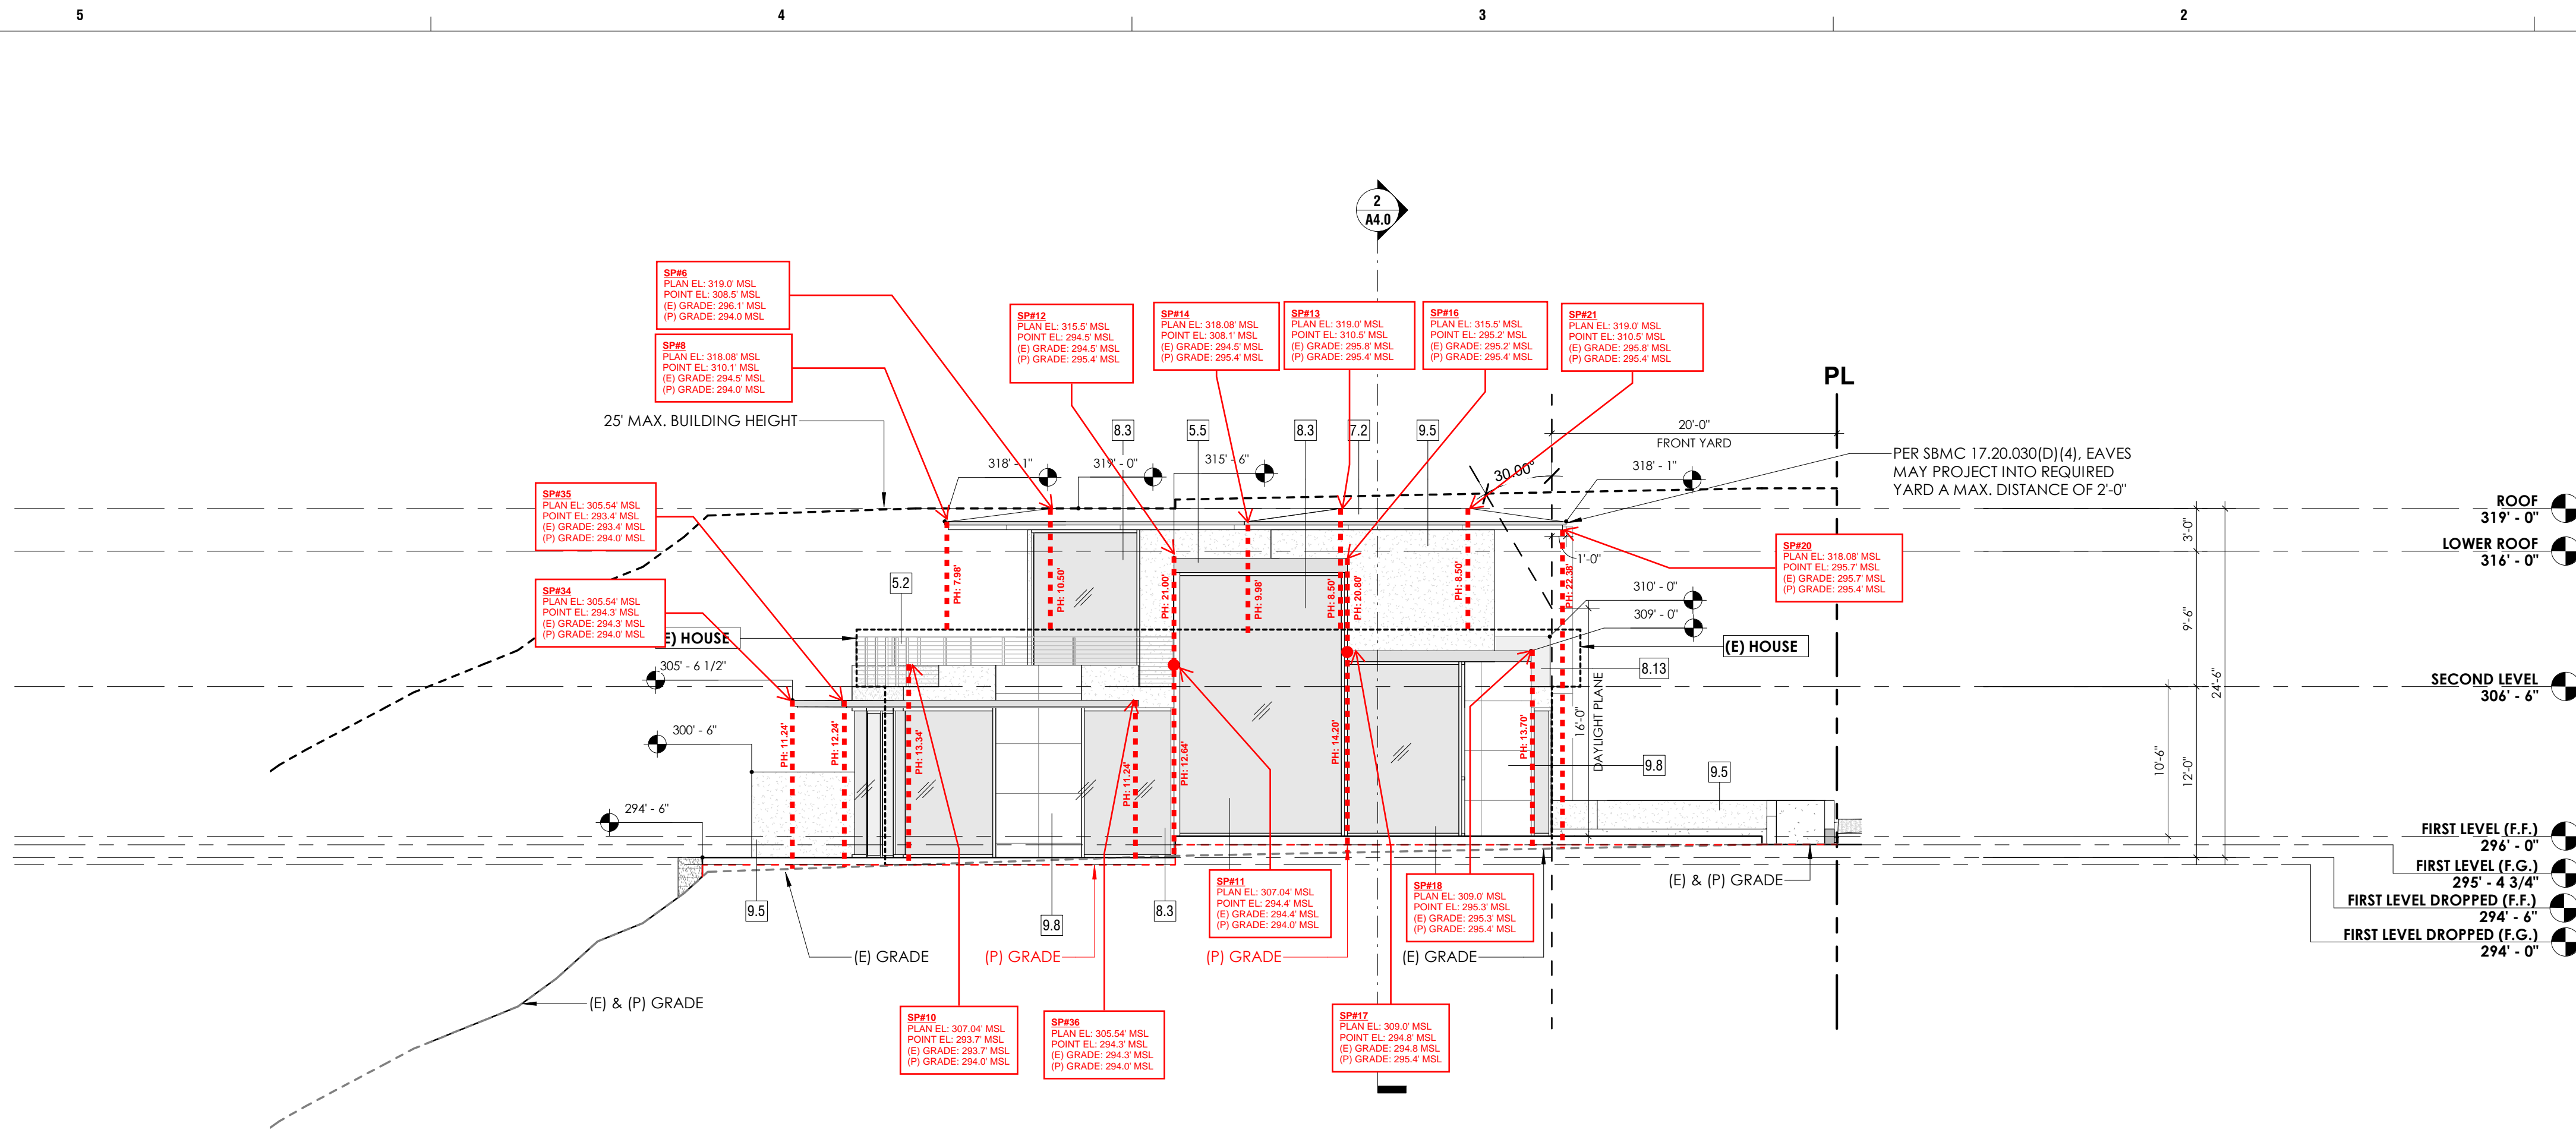 5
4
3
2
2
A4.0
SP#6
PLAN EL: 319.0' MSL
POINT EL: 308.5' MSL
(E) GRADE: 296.1' MSL
(P) GRADE: 294.0 MSL
SP#8
PLAN EL: 318.08' MSL
POINT EL: 310.1' MSL
(E) GRADE: 294.5' MSL
(P) GRADE: 294.0' MSL
SP#12
PLAN EL: 315.5' MSL
POINT EL: 294.5' MSL
(E) GRADE: 294.5' MSL
(P) GRADE: 295.4' MSL
SP#14
PLAN EL: 318.08' MSL
POINT EL: 308.1' MSL
(E) GRADE: 294.5' MSL
(P) GRADE: 295.4' MSL
SP#13
PLAN EL: 319.0' MSL
POINT EL: 310.5' MSL
(E) GRADE: 295.8' MSL
(P) GRADE: 295.4' MSL
SP#16
PLAN EL: 315.5' MSL
POINT EL: 295.2' MSL
(E) GRADE: 295.2' MSL
(P) GRADE: 295.4' MSL
SP#21
PLAN EL: 319.0' MSL
POINT EL: 310.5' MSL
(E) GRADE: 295.8' MSL
(P) GRADE: 295.4' MSL
PL
25' MAX. BUILDING HEIGHT
8.3
5.5
8.3
7.2
9.5
20'-0"
FRONT YARD
318' - 1"
319' - 0"
315' - 6"
30.00°
318' - 1"
PER SBMC 17.20.030(D)(4), EAVES
MAY PROJECT INTO REQUIRED
YARD A MAX. DISTANCE OF 2'-0"
SP#35
PLAN EL: 305.54' MSL
POINT EL: 293.4' MSL
(E) GRADE: 293.4' MSL
(P) GRADE: 294.0' MSL
ROOF
319' - 0"
3'-0"
LOWER ROOF
316' - 0"
SP#20
PLAN EL: 318.08' MSL
POINT EL: 295.7' MSL
(E) GRADE: 295.7' MSL
(P) GRADE: 295.4' MSL
1'-0"
SP#34
PLAN EL: 305.54' MSL
POINT EL: 294.3' MSL
(E) GRADE: 294.3' MSL
(P) GRADE: 294.0' MSL
5.2
PH: 7.98'
PH: 10.50'
PH: 21.00'
PH: 9.98'
PH: 8.50'
PH: 20.80'
PH: 8.50'
PH: 22.38'
310' - 0"
309' - 0"
9'-6"
E) HOUSE
(E) HOUSE
305' - 6 1/2"
8.13
SECOND LEVEL
306' - 6"
24'-6"
300' - 6"
PH: 11.24'
PH: 12.24'
PH: 13.34'
PH: 11.24'
PH: 12.64'
PH: 14.20'
PH: 13.70'
16'-0"
DAYLIGHT PLANE
9.8
9.5
10'-6"
12'-0"
294' - 6"
FIRST LEVEL (F.F.)
296' - 0"
FIRST LEVEL (F.G.)
295' - 4 3/4"
FIRST LEVEL DROPPED (F.F.)
294' - 6"
FIRST LEVEL DROPPED (F.G.)
294' - 0"
9.5
9.8
8.3
SP#11
PLAN EL: 307.04' MSL
POINT EL: 294.4' MSL
(E) GRADE: 294.4' MSL
(P) GRADE: 294.0' MSL
SP#18
PLAN EL: 309.0' MSL
POINT EL: 295.3' MSL
(E) GRADE: 295.3' MSL
(P) GRADE: 295.4' MSL
(E) & (P) GRADE
(E) GRADE
(P) GRADE
(P) GRADE
(E) GRADE
(E) & (P) GRADE
SP#10
PLAN EL: 307.04' MSL
POINT EL: 293.7' MSL
(E) GRADE: 293.7' MSL
(P) GRADE: 294.0' MSL
SP#36
PLAN EL: 305.54' MSL
POINT EL: 294.3' MSL
(E) GRADE: 294.3' MSL
(P) GRADE: 294.0' MSL
SP#17
PLAN EL: 309.0' MSL
POINT EL: 294.8' MSL
(E) GRADE: 294.8 MSL
(P) GRADE: 295.4' MSL